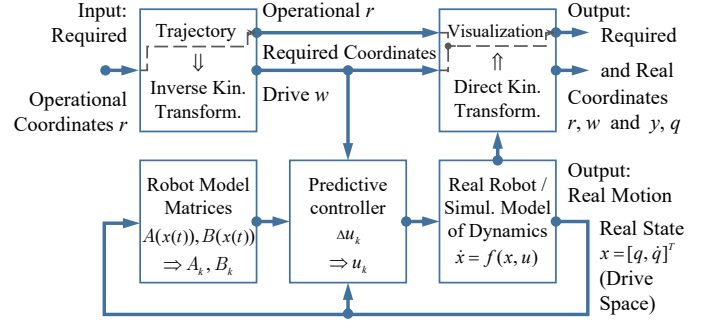 Input:
Required
Operational
Coordinates r
Trajectory
⇓
Inverse Kin.
Transform.
Operational r
Required Coordinates
Drive w
Visualization
⇑
Direct Kin.
Transform.
Output:
Required
and Real
Coordinates
r, w and y, q
Robot Model
Matrices
A(x(t)), B(x(t))
⇒ A_k, B_k
Predictive
controller
Δu_k
⇒ u_k
Real Robot /
Simul. Model
of Dynamics
ẋ = f(x, u)
Output:
Real Motion
Real State
x = [q, q̇]^T
(Drive
Space)